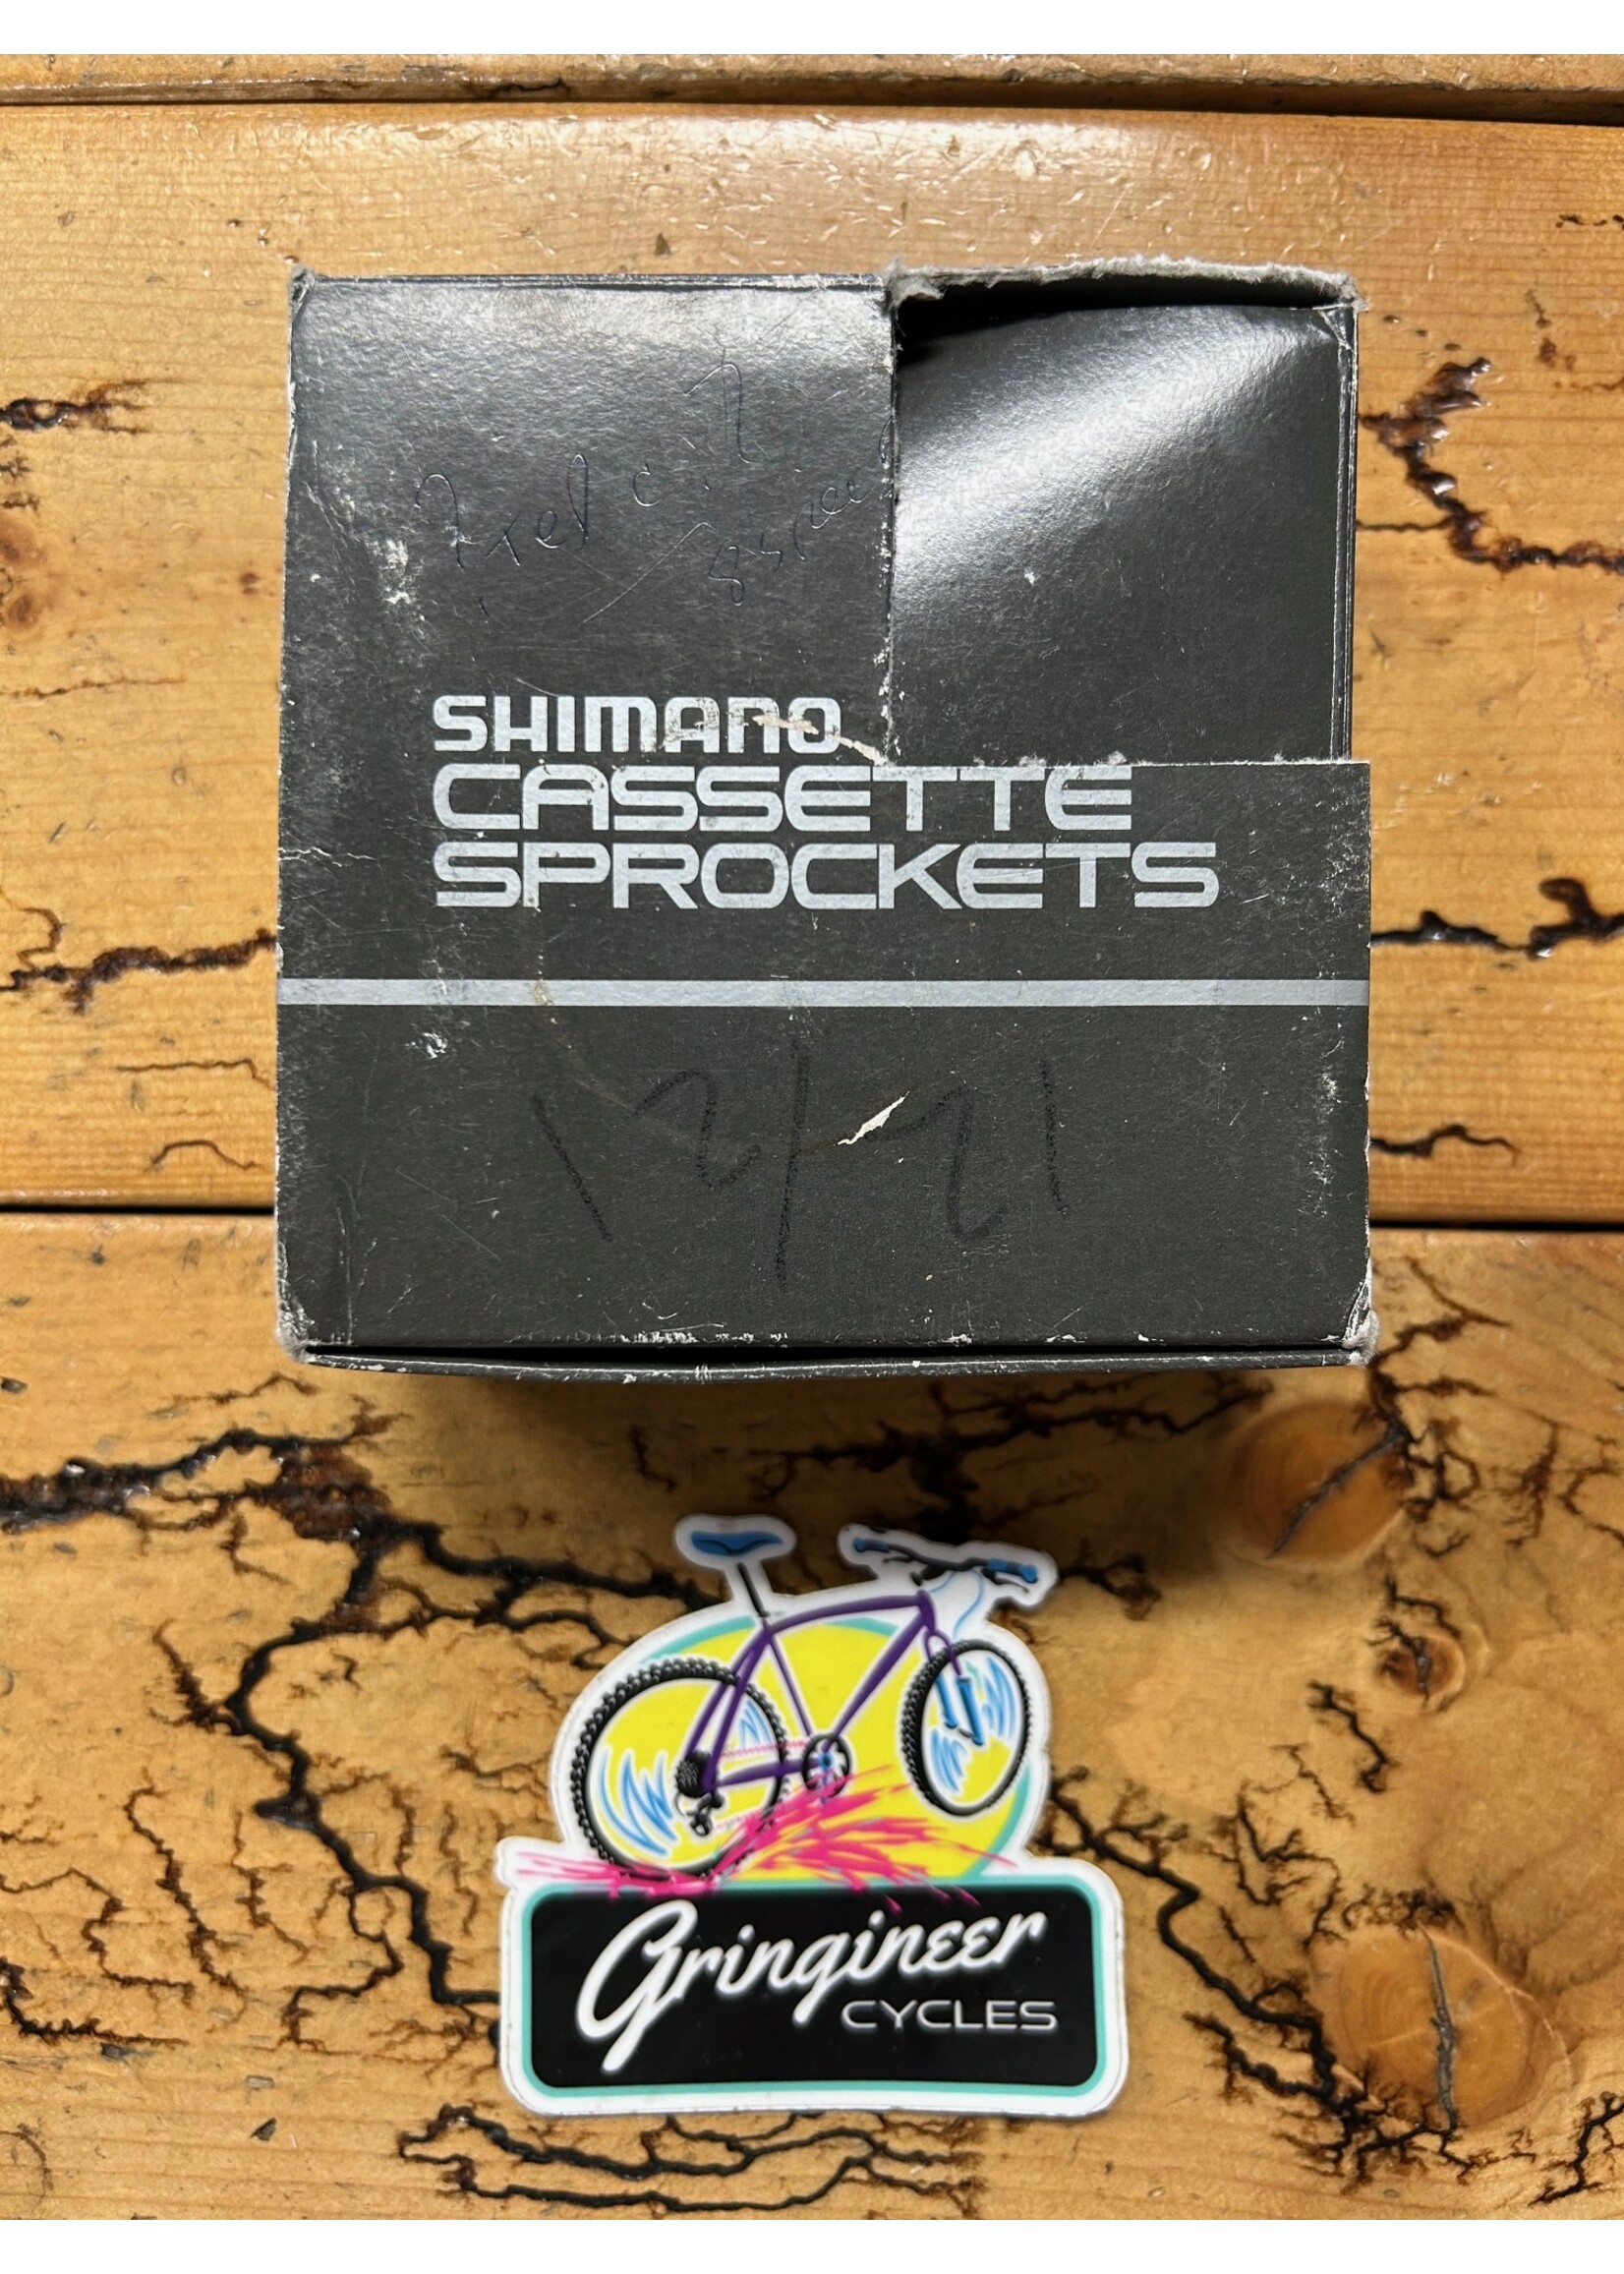 SHIMANO
CASSETTE
SPROCKETS
12/21
Gringineer
CYCLES